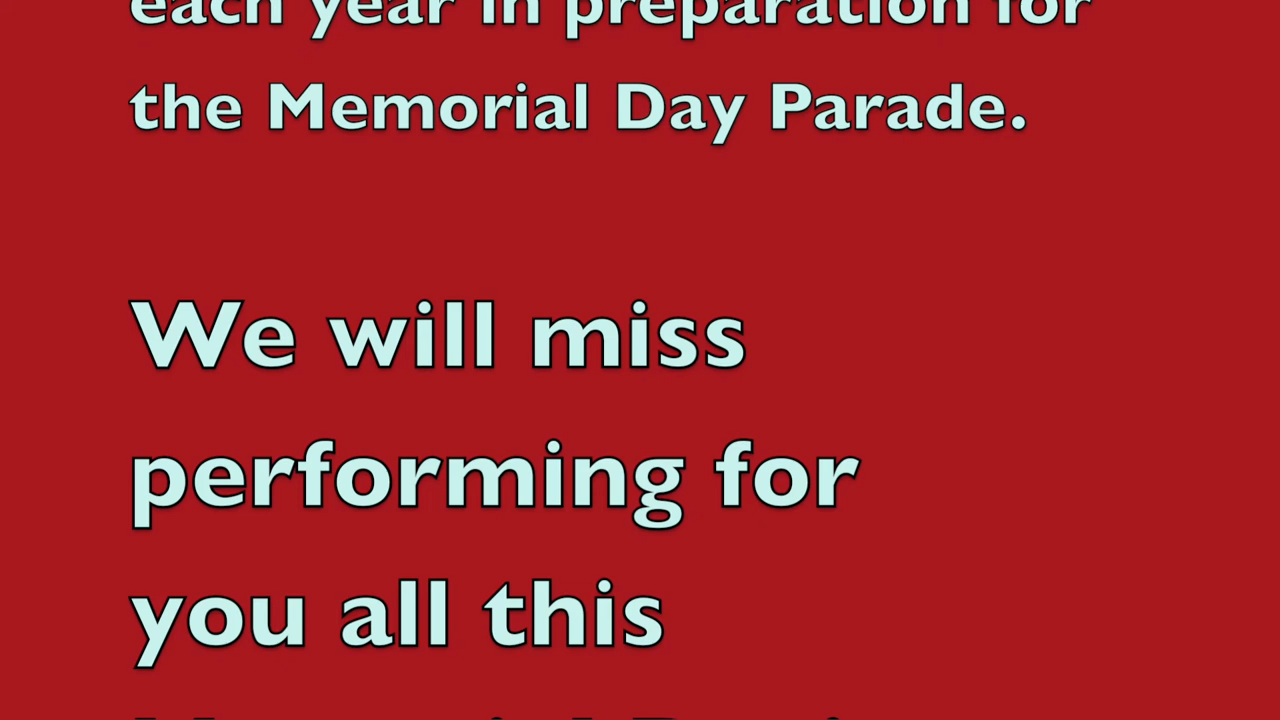 each year in preparation for
the Memorial Day Parade.
We will miss
performing for
you all this